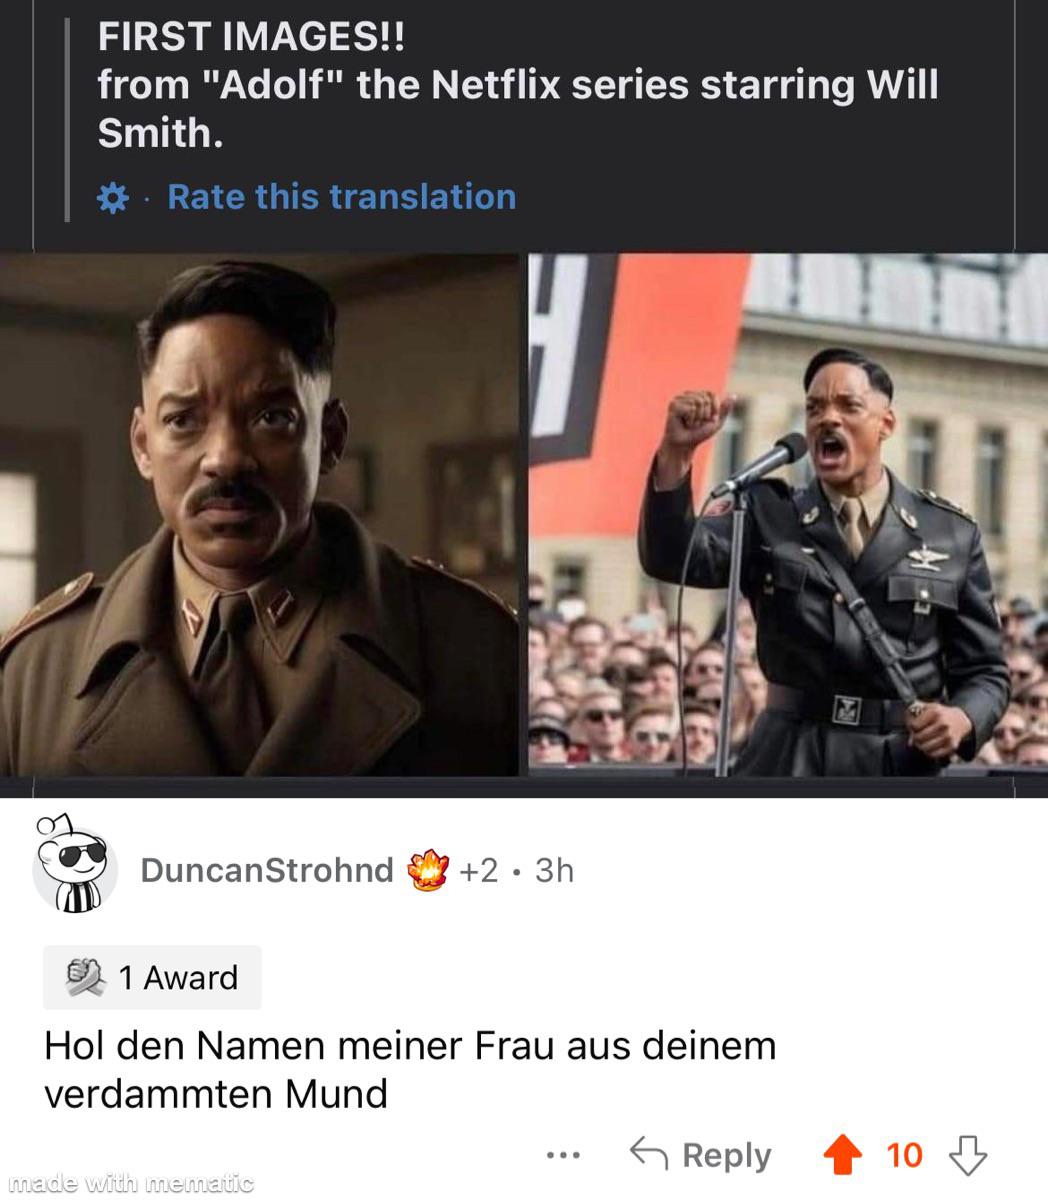 FIRST IMAGES!!
from "Adolf" the Netflix series starring Will
Smith.
· Rate this translation
H
DuncanStrohnd +2 • 3h
1 Award
Hol den Namen meiner Frau aus deinem
verdammten Mund
... Reply 10
made with mematic